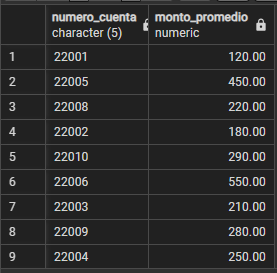 numero_cuenta monto_promedio
character (5) numeric
1 22001 120.00
2 22005 450.00
3 22008 220.00
4 22002 180.00
5 22010 290.00
6 22006 550.00
7 22003 210.00
8 22009 280.00
9 22004 250.00